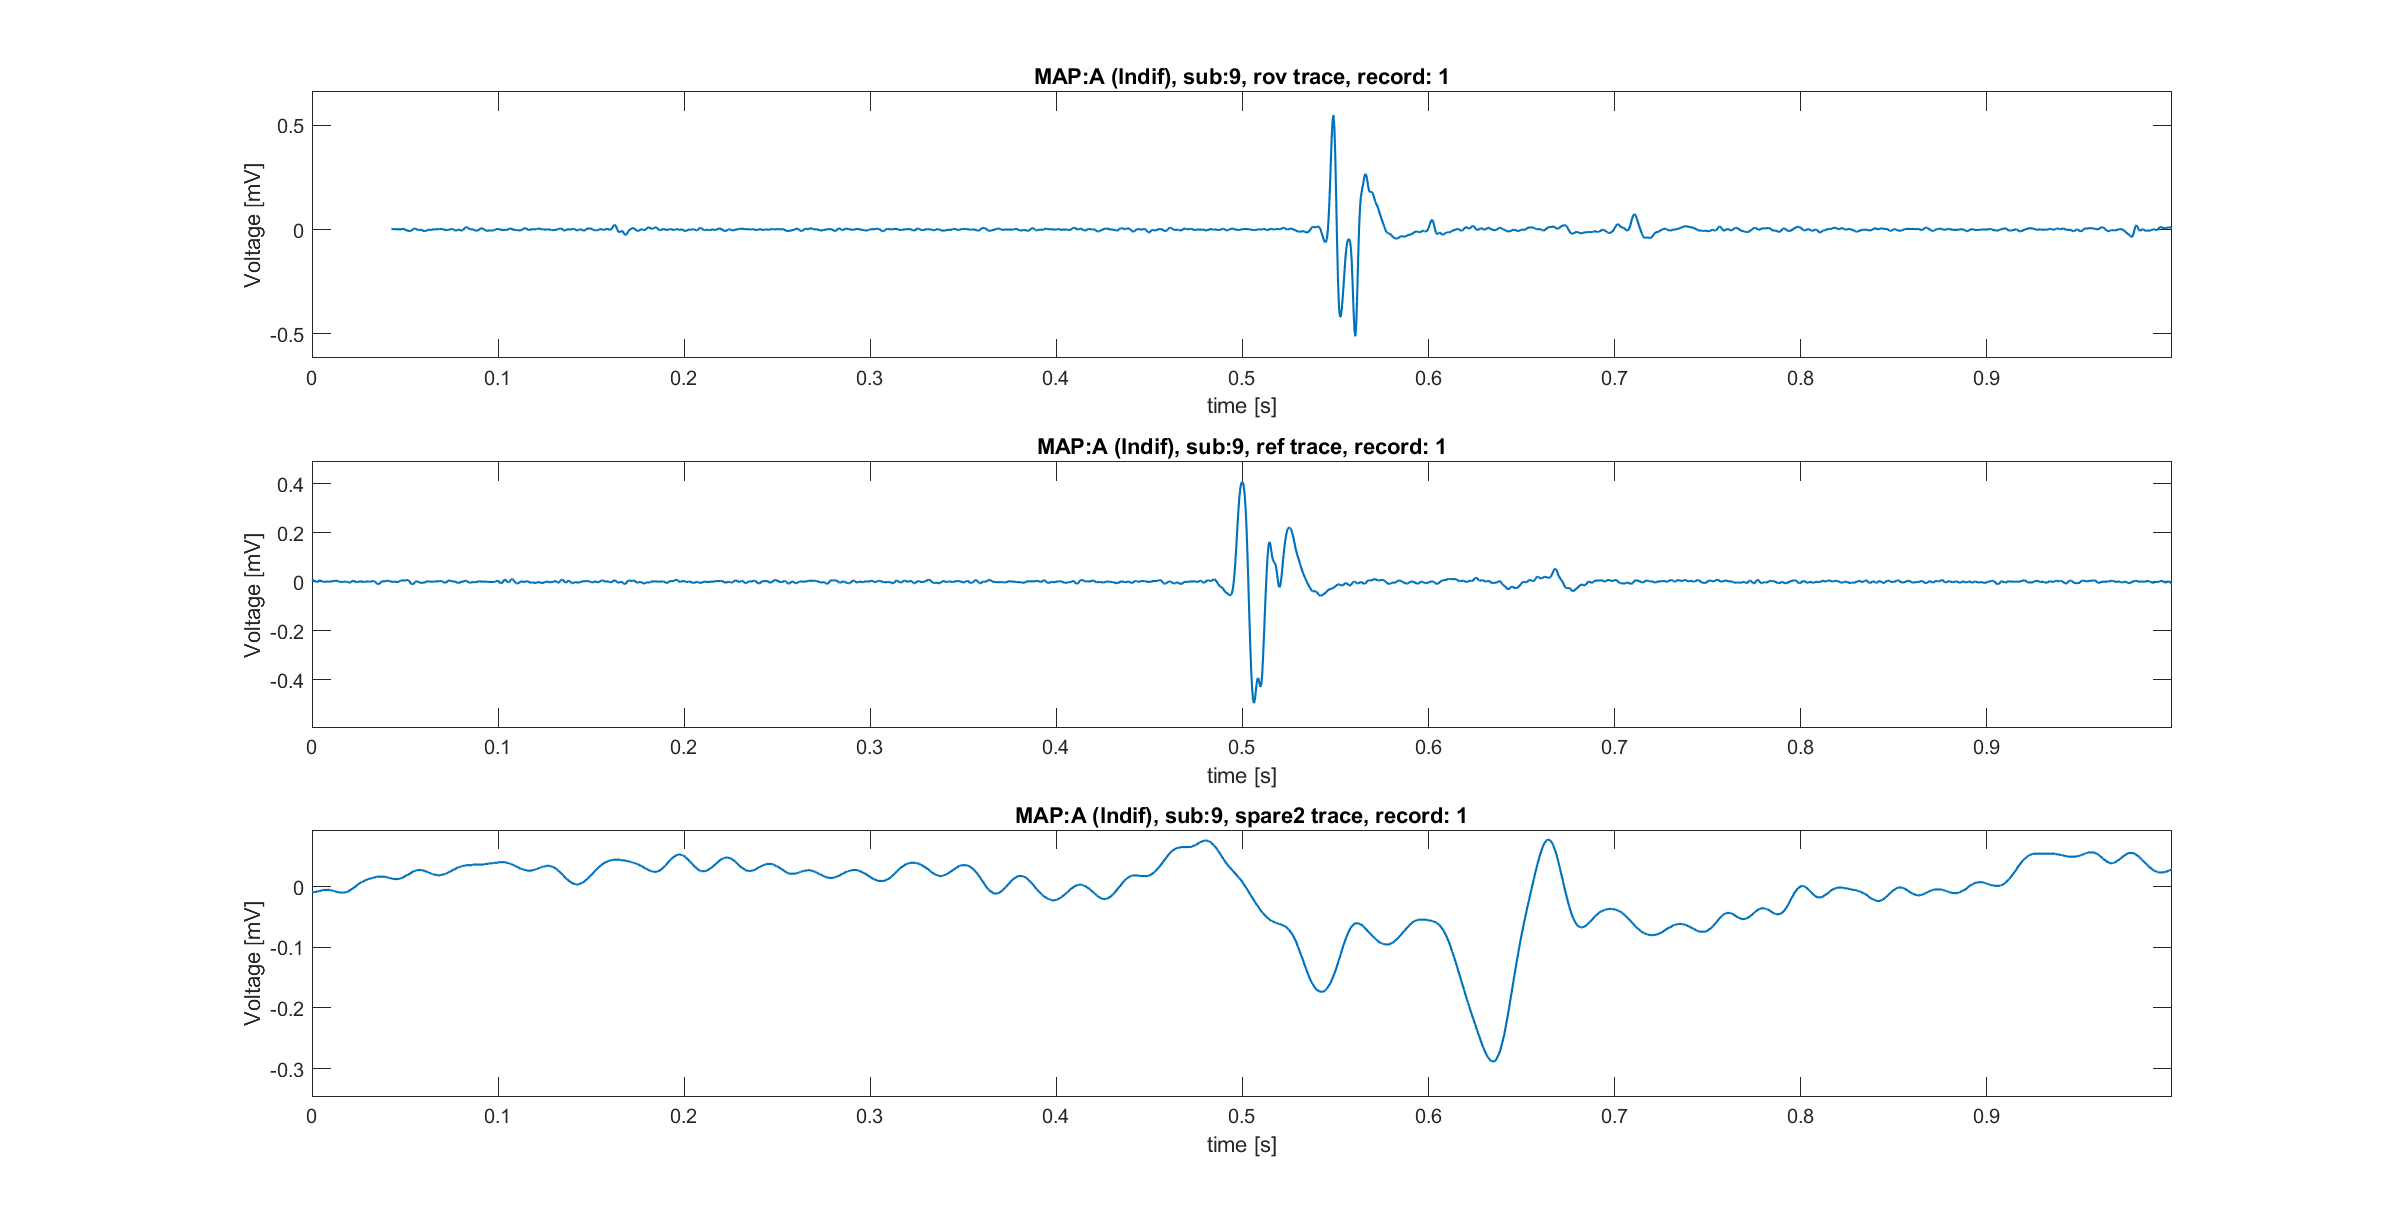 MAP:A (Indif), sub:9, rov trace, record: 1
Voltage [mV]
0.5
0
-0.5
0 0.1 0.2 0.3 0.4 0.5 0.6 0.7 0.8 0.9
time [s]
MAP:A (Indif), sub:9, ref trace, record: 1
Voltage [mV]
0.4
0.2
0
-0.2
-0.4
0 0.1 0.2 0.3 0.4 0.5 0.6 0.7 0.8 0.9
time [s]
MAP:A (Indif), sub:9, spare2 trace, record: 1
Voltage [mV]
0
-0.1
-0.2
-0.3
0 0.1 0.2 0.3 0.4 0.5 0.6 0.7 0.8 0.9
time [s]